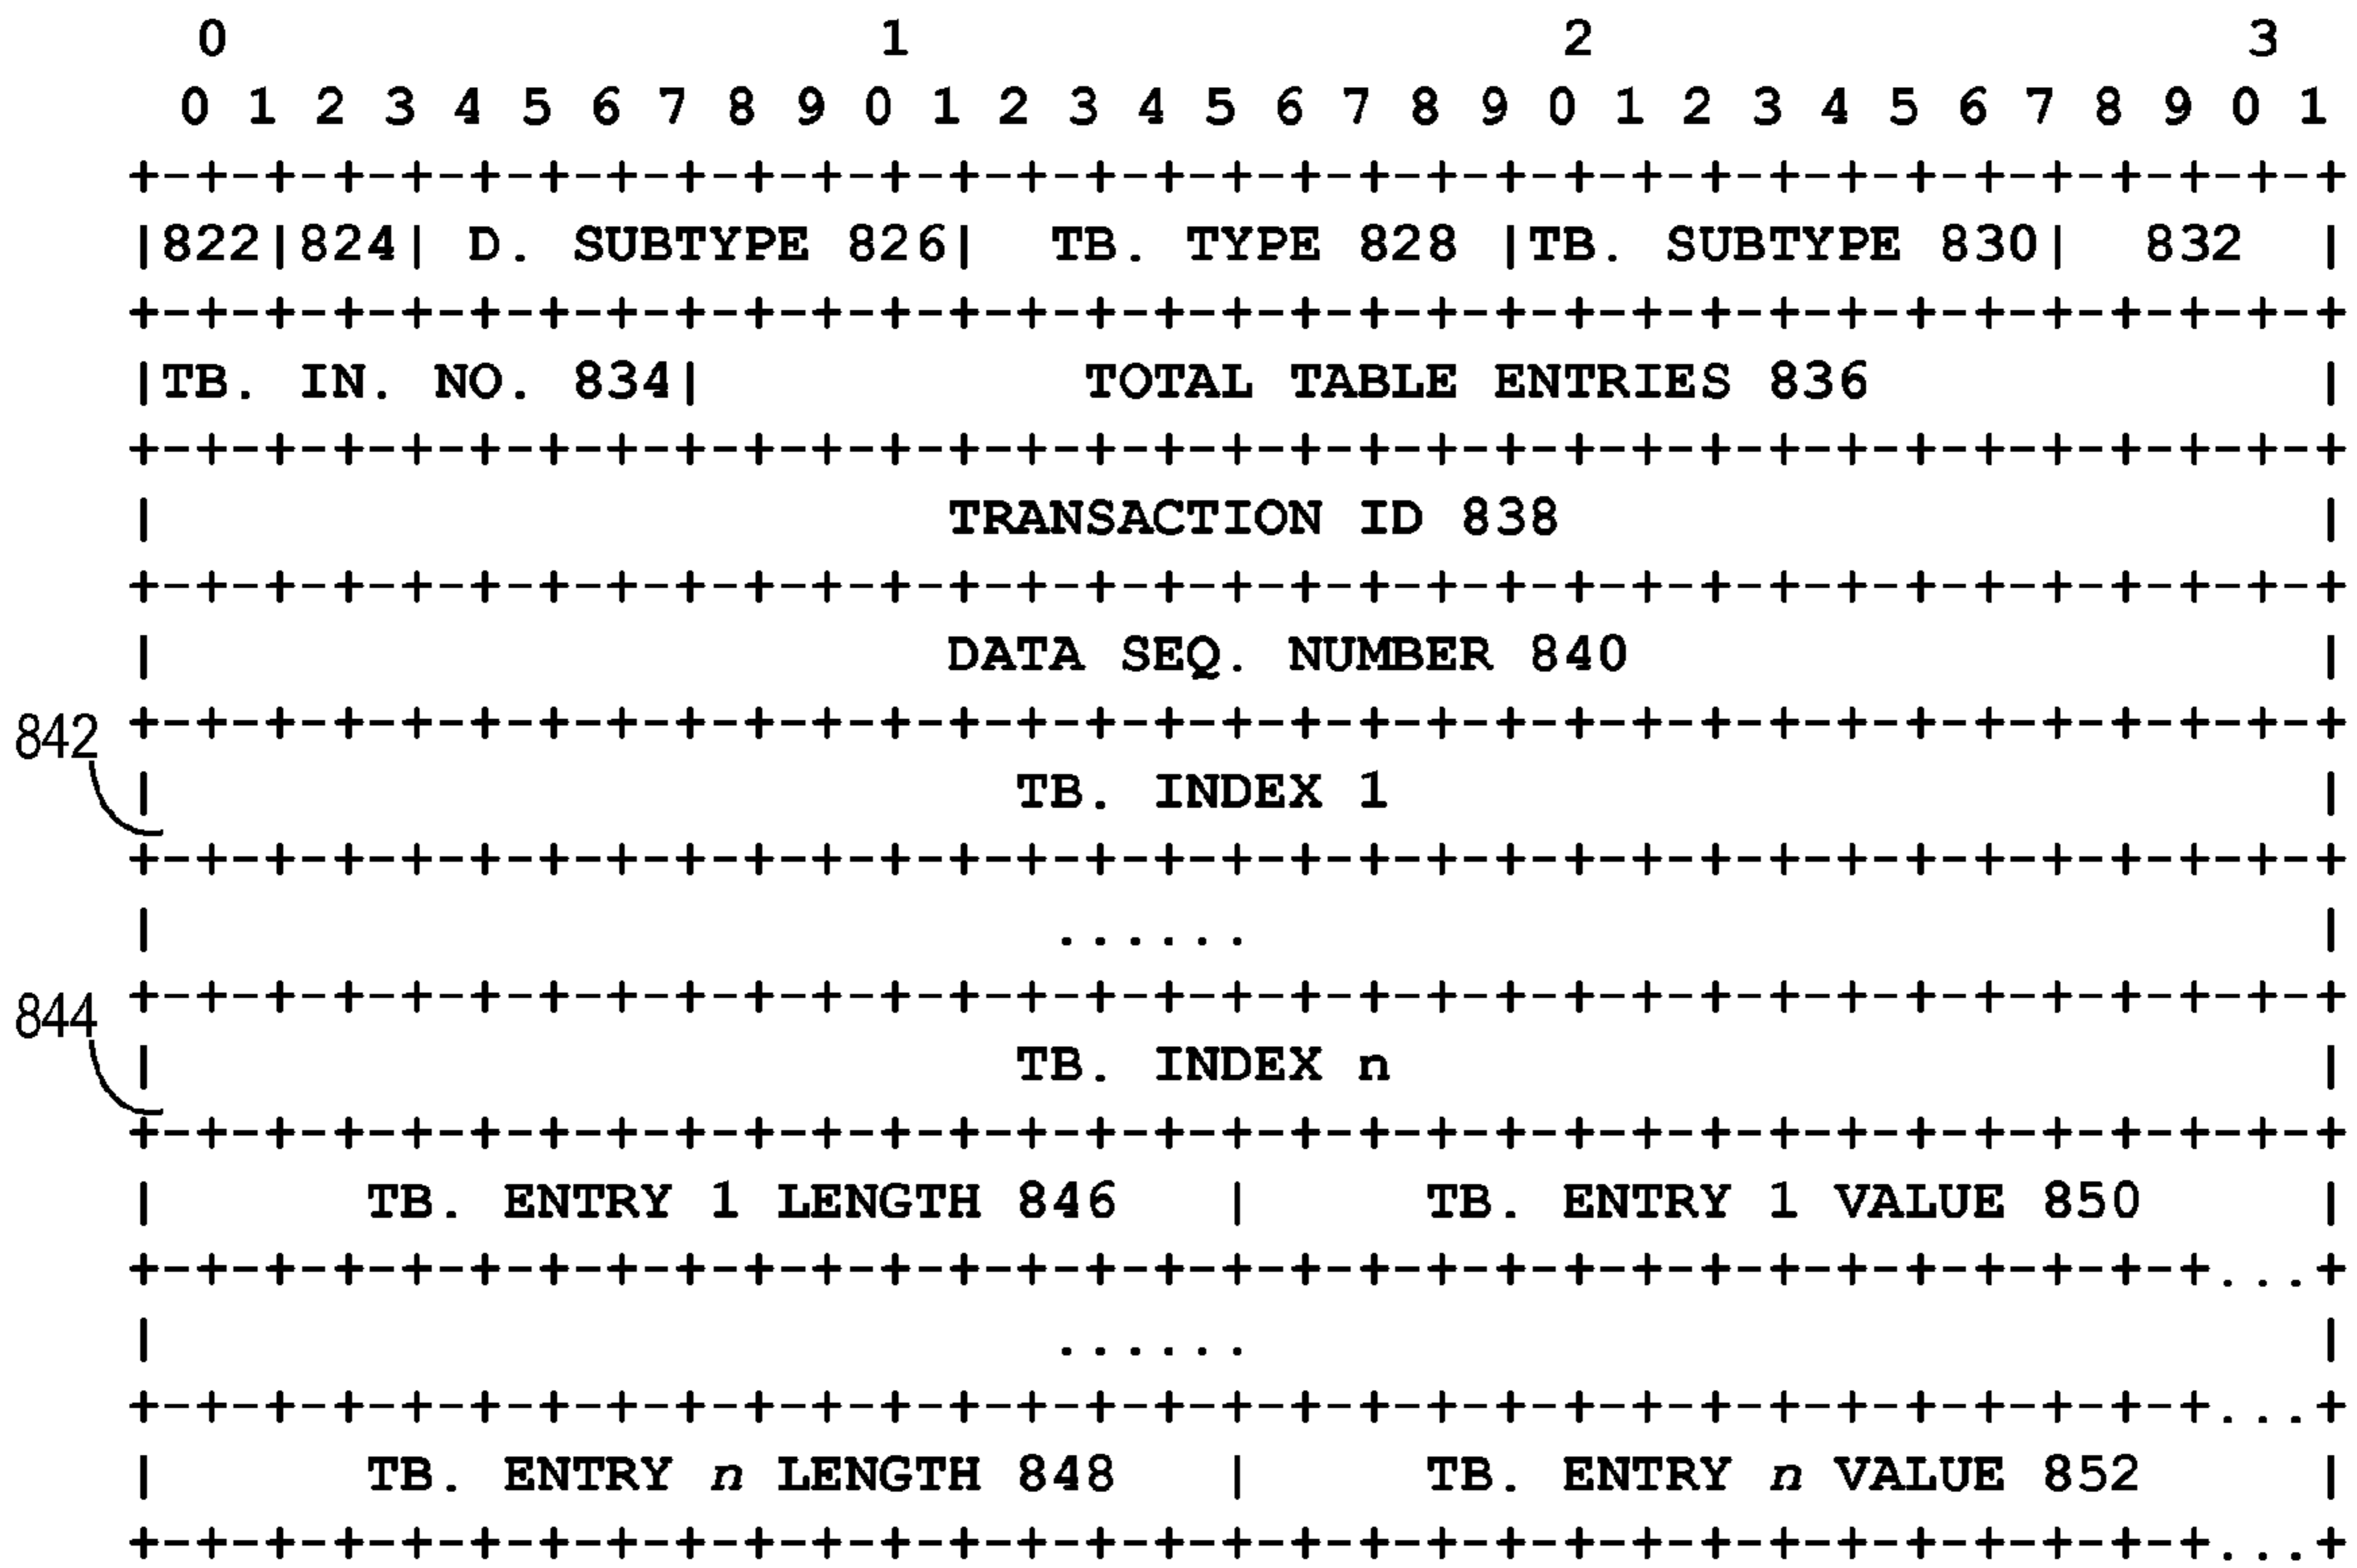 0 1 2 3
0 1 2 3 4 5 6 7 8 9 0 1 2 3 4 5 6 7 8 9 0 1 2 3 4 5 6 7 8 9 0 1
+-+-+-+-+-+-+-+-+-+-+-+-+-+-+-+-+-+-+-+-+-+-+-+-+-+-+-+-+-+-+-+-+
|822|824| D. SUBTYPE 826| TB. TYPE 828 |TB. SUBTYPE 830| 832 |
+-+-+-+-+-+-+-+-+-+-+-+-+-+-+-+-+-+-+-+-+-+-+-+-+-+-+-+-+-+-+-+-+
|TB. IN. NO. 834| TOTAL TABLE ENTRIES 836 |
+-+-+-+-+-+-+-+-+-+-+-+-+-+-+-+-+-+-+-+-+-+-+-+-+-+-+-+-+-+-+-+-+
| TRANSACTION ID 838 |
+-+-+-+-+-+-+-+-+-+-+-+-+-+-+-+-+-+-+-+-+-+-+-+-+-+-+-+-+-+-+-+-+
| DATA SEQ. NUMBER 840 |
842 +-+-+-+-+-+-+-+-+-+-+-+-+-+-+-+-+-+-+-+-+-+-+-+-+-+-+-+-+-+-+-+-+
| TB. INDEX 1 |
+-+-+-+-+-+-+-+-+-+-+-+-+-+-+-+-+-+-+-+-+-+-+-+-+-+-+-+-+-+-+-+-+
| ...... |
844 +-+-+-+-+-+-+-+-+-+-+-+-+-+-+-+-+-+-+-+-+-+-+-+-+-+-+-+-+-+-+-+-+
| TB. INDEX n |
+-+-+-+-+-+-+-+-+-+-+-+-+-+-+-+-+-+-+-+-+-+-+-+-+-+-+-+-+-+-+-+-+
| TB. ENTRY 1 LENGTH 846 | TB. ENTRY 1 VALUE 850 |
+-+-+-+-+-+-+-+-+-+-+-+-+-+-+-+-+-+-+-+-+-+-+-+-+-+-+-+-+-+-+...+
| ...... |
+-+-+-+-+-+-+-+-+-+-+-+-+-+-+-+-+-+-+-+-+-+-+-+-+-+-+-+-+-+-+...+
| TB. ENTRY n LENGTH 848 | TB. ENTRY n VALUE 852 |
+-+-+-+-+-+-+-+-+-+-+-+-+-+-+-+-+-+-+-+-+-+-+-+-+-+-+-+-+-+-+...+